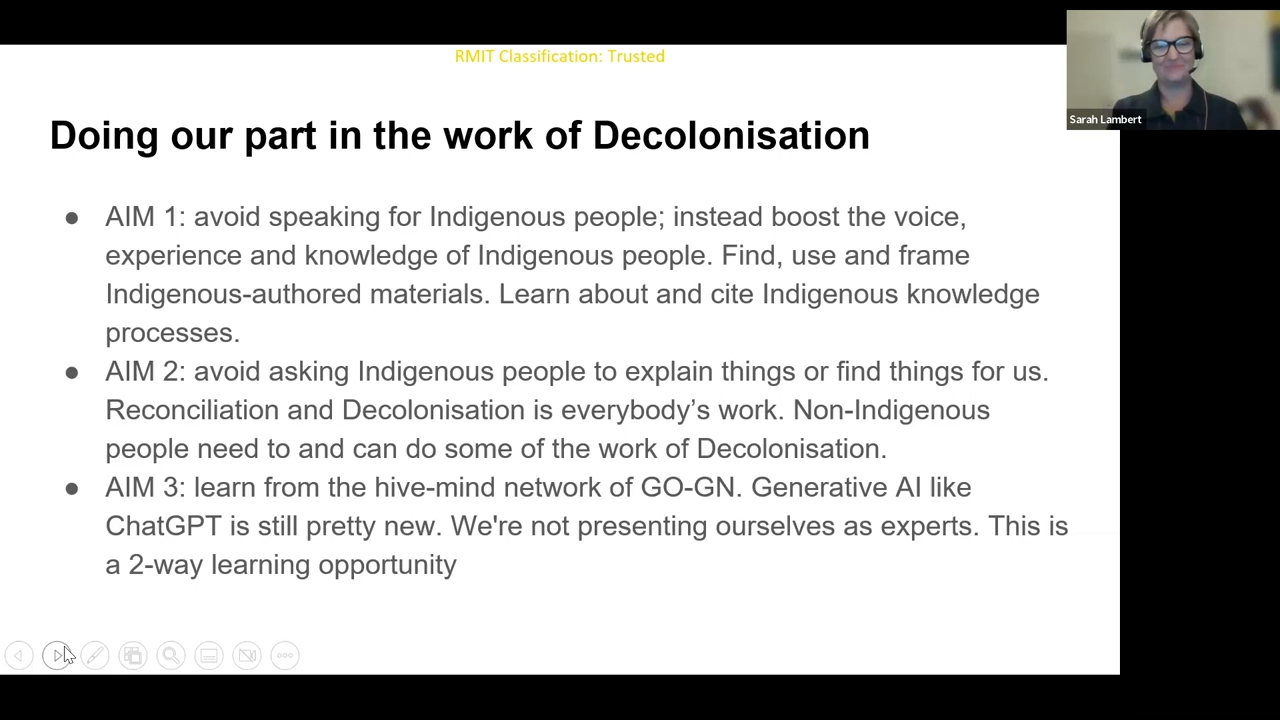 RMIT Classification: Trusted
Sarah Lambert
Doing our part in the work of Decolonisation
● AIM 1: avoid speaking for Indigenous people; instead boost the voice,
experience and knowledge of Indigenous people. Find, use and frame
Indigenous-authored materials. Learn about and cite Indigenous knowledge
processes.
● AIM 2: avoid asking Indigenous people to explain things or find things for us.
Reconciliation and Decolonisation is everybody’s work. Non-Indigenous
people need to and can do some of the work of Decolonisation.
● AIM 3: learn from the hive-mind network of GO-GN. Generative AI like
ChatGPT is still pretty new. We're not presenting ourselves as experts. This is
a 2-way learning opportunity